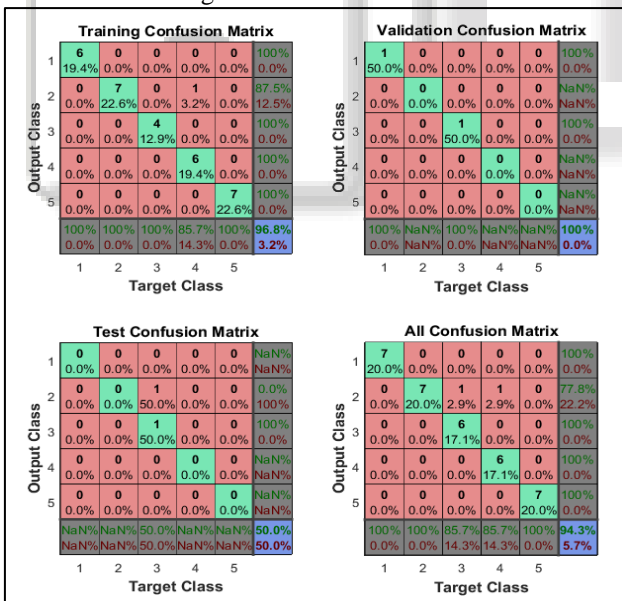 Training Confusion Matrix
1 6 0 0 0 0 100%
19.4% 0.0% 0.0% 0.0% 0.0% 0.0%
2 0 7 0 1 0 87.5%
0.0% 22.6% 0.0% 3.2% 0.0% 12.5%
3 0 0 4 0 0 100%
0.0% 0.0% 12.9% 0.0% 0.0% 0.0%
4 0 0 0 6 0 100%
0.0% 0.0% 0.0% 19.4% 0.0% 0.0%
5 0 0 0 0 7 100%
0.0% 0.0% 0.0% 0.0% 22.6% 0.0%
100% 100% 100% 85.7% 100% 96.8%
0.0% 0.0% 0.0% 14.3% 0.0% 3.2%
1 2 3 4 5
Target Class
Output Class
Validation Confusion Matrix
1 1 0 0 0 0 100%
50.0% 0.0% 0.0% 0.0% 0.0% 0.0%
2 0 0 0 0 0 NaN%
0.0% 0.0% 0.0% 0.0% 0.0% NaN%
3 0 0 1 0 0 100%
0.0% 0.0% 50.0% 0.0% 0.0% 0.0%
4 0 0 0 0 0 NaN%
0.0% 0.0% 0.0% 0.0% 0.0% NaN%
5 0 0 0 0 0 NaN%
0.0% 0.0% 0.0% 0.0% 0.0% NaN%
100% NaN% 100% NaN% NaN% 100%
0.0% NaN% 0.0% NaN% NaN% 0.0%
1 2 3 4 5
Target Class
Output Class
Test Confusion Matrix
1 0 0 0 0 0 NaN%
0.0% 0.0% 0.0% 0.0% 0.0% NaN%
2 0 0 1 0 0 0.0%
0.0% 0.0% 50.0% 0.0% 0.0% 100%
3 0 0 1 0 0 100%
0.0% 0.0% 50.0% 0.0% 0.0% 0.0%
4 0 0 0 0 0 NaN%
0.0% 0.0% 0.0% 0.0% 0.0% NaN%
5 0 0 0 0 0 NaN%
0.0% 0.0% 0.0% 0.0% 0.0% NaN%
NaN% NaN% 50.0% NaN% NaN% 50.0%
NaN% NaN% 50.0% NaN% NaN% 50.0%
1 2 3 4 5
Target Class
Output Class
All Confusion Matrix
1 7 0 0 0 0 100%
20.0% 0.0% 0.0% 0.0% 0.0% 0.0%
2 0 7 1 1 0 77.8%
0.0% 20.0% 2.9% 2.9% 0.0% 22.2%
3 0 0 6 0 0 100%
0.0% 0.0% 17.1% 0.0% 0.0% 0.0%
4 0 0 0 6 0 100%
0.0% 0.0% 0.0% 17.1% 0.0% 0.0%
5 0 0 0 0 7 100%
0.0% 0.0% 0.0% 0.0% 20.0% 0.0%
100% 100% 85.7% 85.7% 100% 94.3%
0.0% 0.0% 14.3% 14.3% 0.0% 5.7%
1 2 3 4 5
Target Class
Output Class